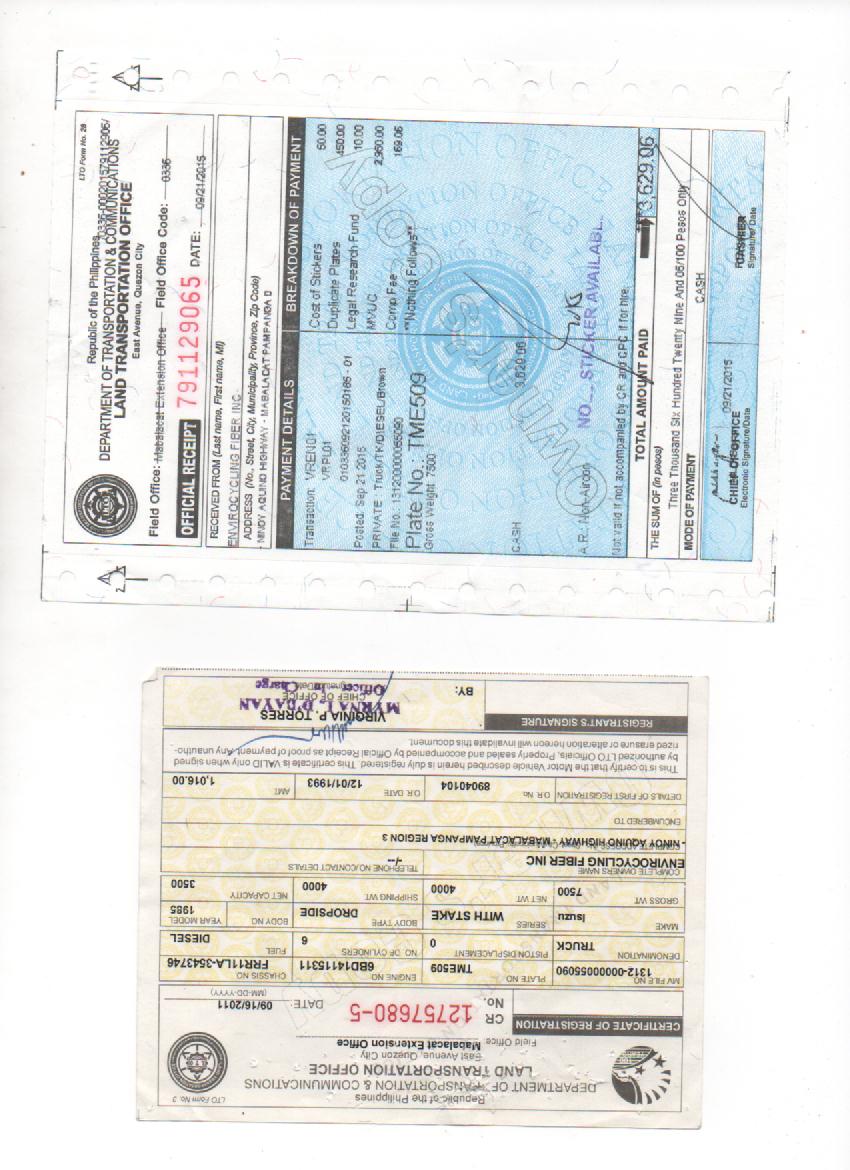 LTO Form No. 28
Republic of the Philippines
0336-000201579112906/
DEPARTMENT OF TRANSPORTATION & COMMUNICATIONS
LAND TRANSPORTATION OFFICE
East Avenue, Quezon City
Field Office: Mabalacat Extension Office Field Office Code: 0336
OFFICIAL RECEIPT 791129065 DATE: 09/21/2015
RECEIVED FROM (Last name, First name, MI)
ENVIROCYCLING FIBER INC.
ADDRESS (No., Street, City, Municipality, Province, Zip Code)
NINOY AQUINO HIGHWAY - MABALACAT PAMPANGA
PAYMENT DETAILS
Transaction: VREN01
VRPL01
Posted: Sep 21 2015
PRIVATE : Truck/TK/DIESEL/Brown
File No.: 131200000055090
Plate No.: TME509
Gross Weight 7500
CASH 3,629.06
A.R.: Non-Aircon
Not valid if not accompanied by CR and CPC if for hire.
BREAKDOWN OF PAYMENT
Cost of Stickers 50.00
Duplicate Plates 450.00
Legal Research Fund 10.00
MVUC 2,960.00
Comp Fee 169.06
**Nothing Follows**
Own r's Copy
NO STICKER AVAILABL
TOTAL AMOUNT PAID 3,629.06
THE SUM OF (in pesos)
Three Thousand Six Hundred Twenty Nine And 06/100 Pesos Only
MODE OF PAYMENT CASH
09/21/2015
CHIEF OF OFFICE
Electronic Signature/Date
CASHIER
Signature/Date
LTO Form No. 3
Republic of the Philippines
DEPARTMENT OF TRANSPORTATION & COMMUNICATIONS
LAND TRANSPORTATION OFFICE
East Avenue, Quezon City
Mabalacat Extension Office
Field Office
CERTIFICATE OF REGISTRATION CR No. 12757680-5 DATE: 09/16/2011
(MM-DD-YYYY)
MV FILE NO PLATE NO ENGINE NO CHASSIS NO
1312-00000055090 TME509 6BD14115311 FRR11LA-3543746
DENOMINATION PISTON DISPLACEMENT NO. OF CYLINDERS FUEL
TRUCK 0 6 DIESEL
MAKE SERIES BODY TYPE BODY NO YEAR MODEL
Isuzu WITH STAKE DROPSIDE 1985
GROSS WT NET WT SHIPPING WT NET CAPACITY
7500 4000 4000 3500
COMPLETE OWNERS NAME TELEPHONE NO/CONTACT DETAILS
ENVIROCYCLING FIBER INC -/--
COMPLETE ADDRESS
- NINOY AQUINO HIGHWAY - MABALACAT PAMPANGA REGION 3
ENCUMBERED TO
DETAILS OF FIRST REGISTRATION O.R. No. O.R. DATE AMT.
89040104 12/01/1993 1,016.00
This is to certify that the Motor Vehicle described herein is duly registered. This certificate is VALID only when signed
by authorized LTO Officials, Properly sealed and accompanied by Official Receipt as proof of payment. Any unautho-
rized erasure or alteration hereon will invalidate this document.
REGISTRANT'S SIGNATURE
BY:
VIRGINIA P. TORRES
CHIEF OF OFFICE
Officer in Charge